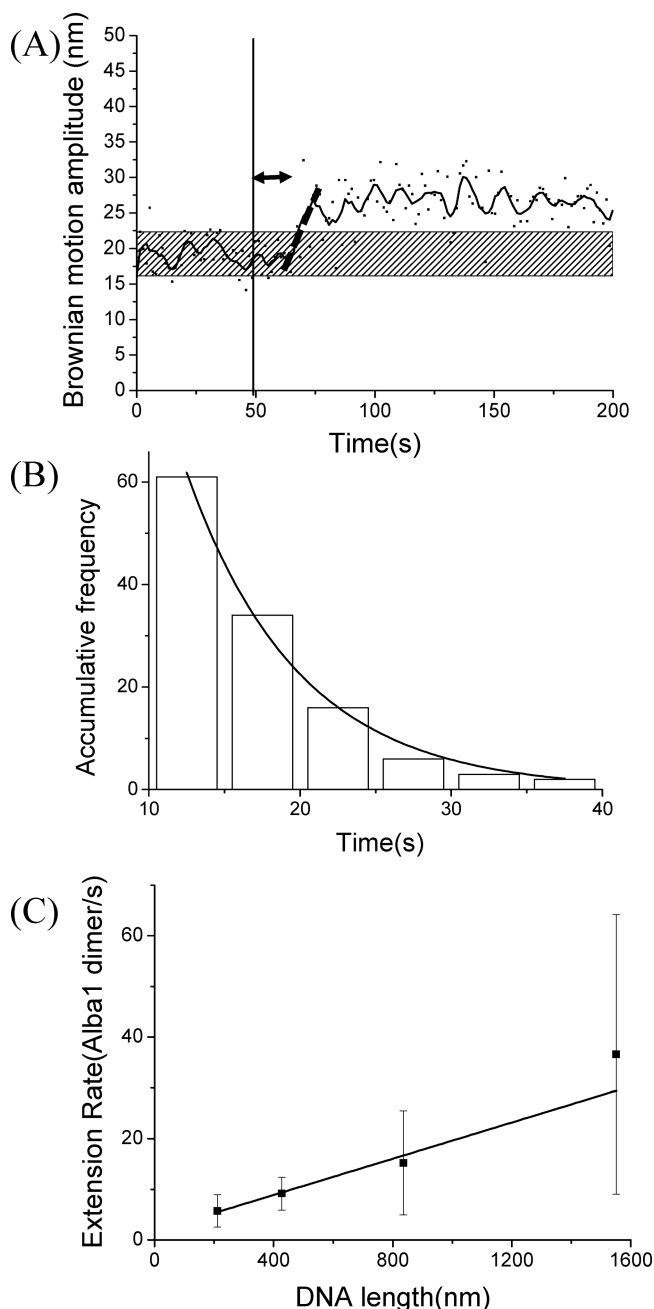 (A)
Brownian motion amplitude (nm)
50
45
40
35
30
25
20
15
10
5
0
0 50 100 150 200
Time(s)
(B)
Accumulative frequency
60
40
20
0
10 20 30 40
Time(s)
(C)
Extension Rate(Alba1 dimer/s)
60
40
20
0
0 400 800 1200 1600
DNA length(nm)